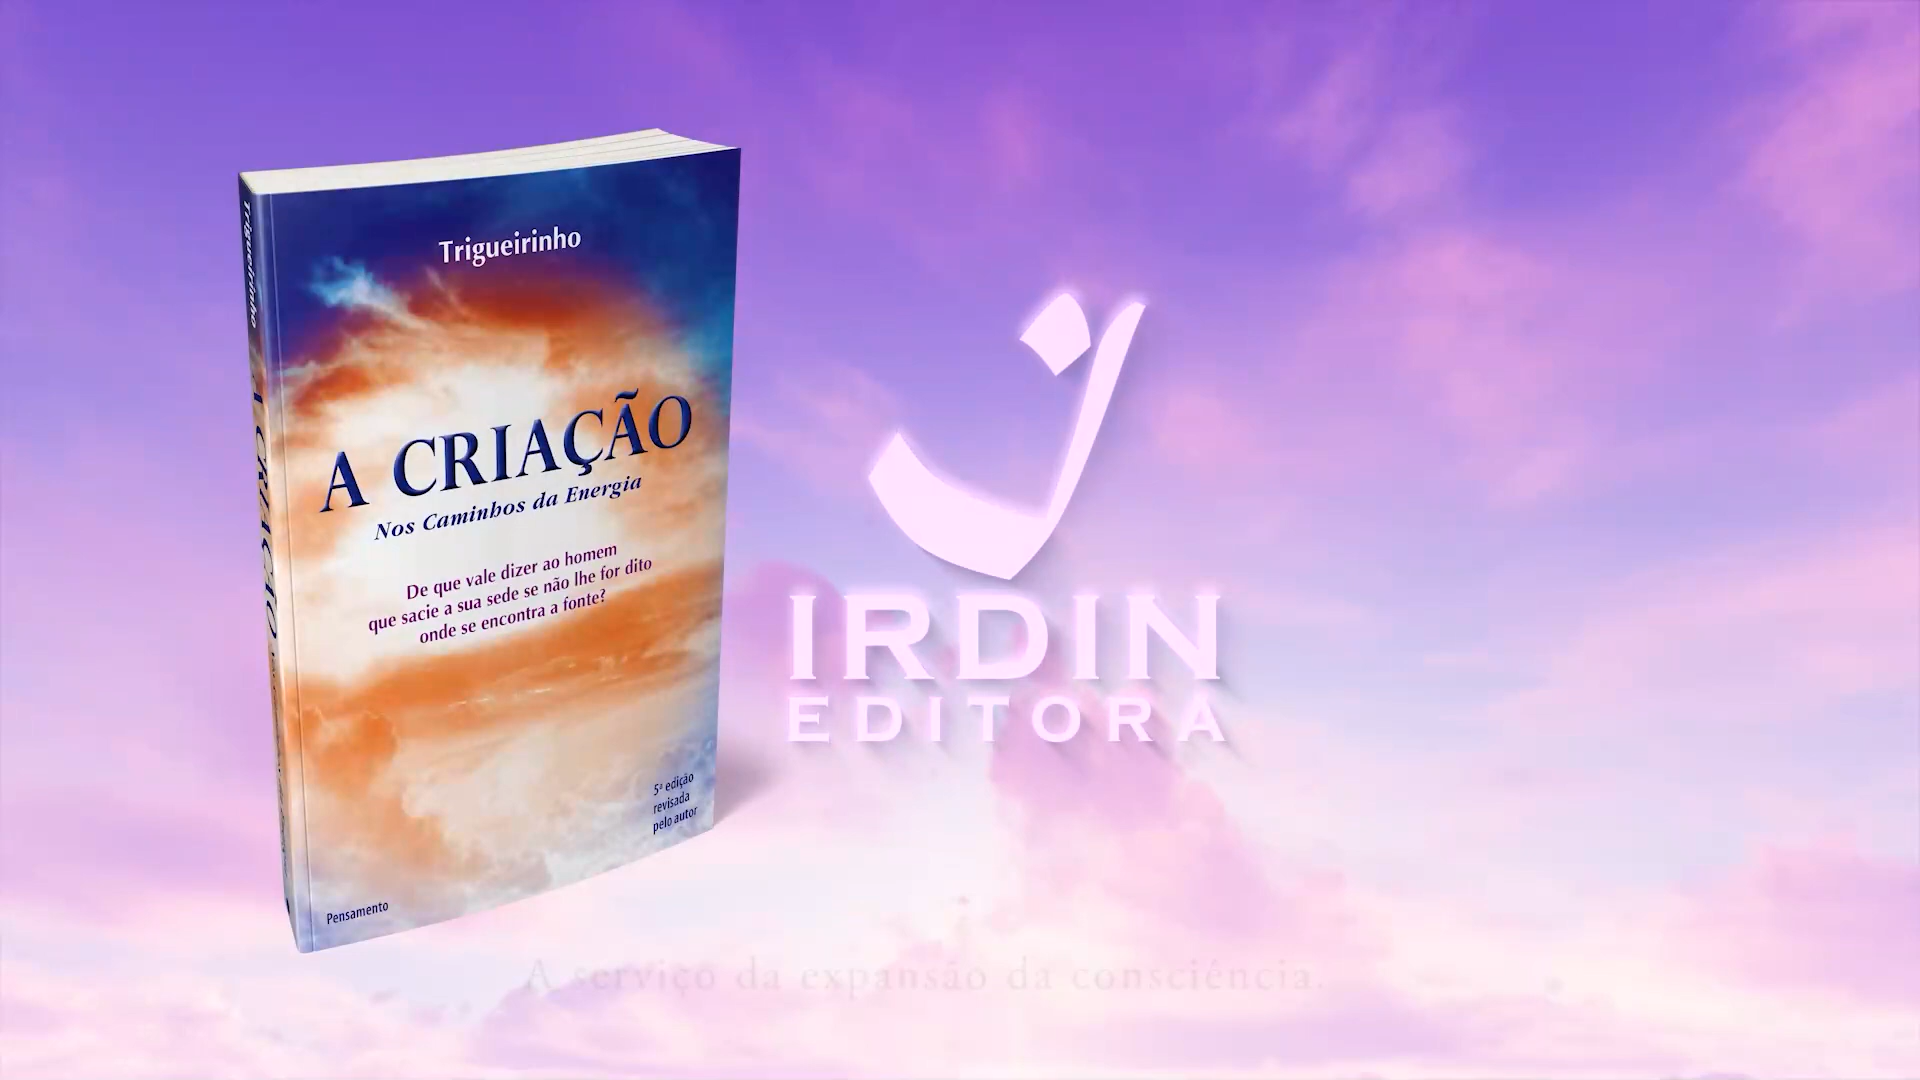 Trigueirinho
A CRIAÇÃO
Nos Caminhos da Energia
De que vale dizer ao homem
que sacie a sua sede se não lhe for dito
onde se encontra a fonte?
5ª edição
revisada
pelo autor
Pensamento
Trigueirinho
A CRIAÇÃO
IRDIN
EDITORA
A serviço da expansão da consciência.